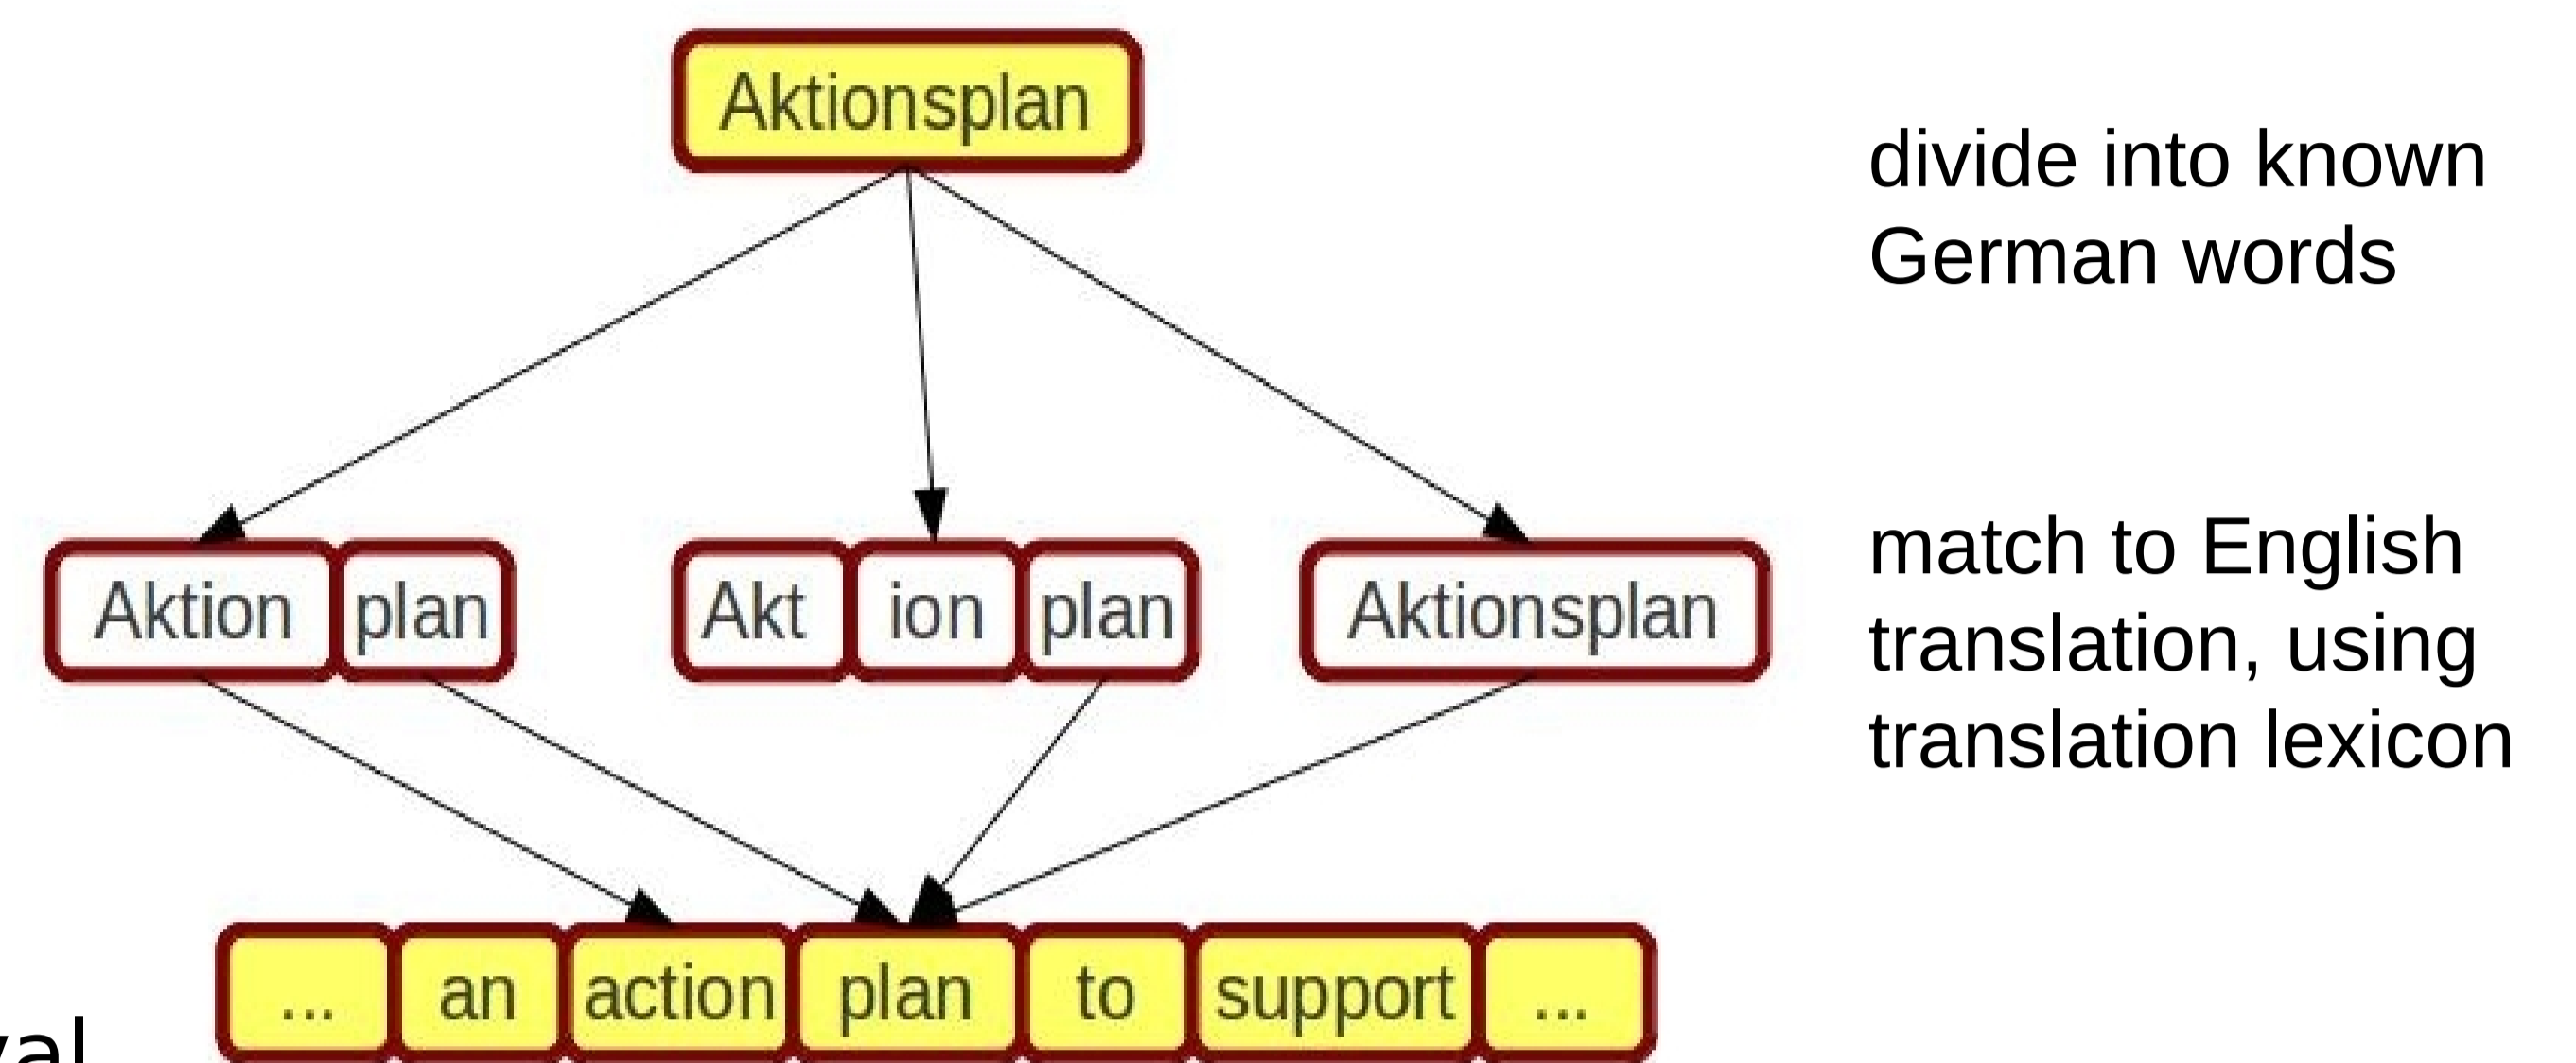 Aktionsplan
divide into known
German words
Aktion plan Akt ion plan Aktionsplan
match to English
translation, using
translation lexicon
... an action plan to support ...
val